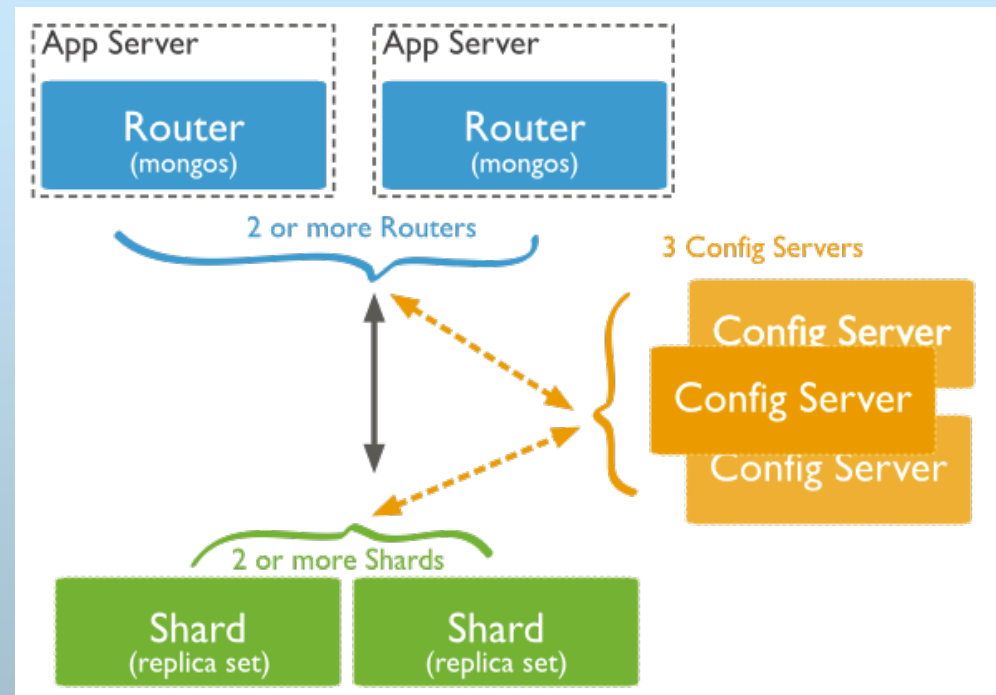 App Server
App Server
Router
(mongos)
Router
(mongos)
2 or more Routers
3 Config Servers
Config Server
Config Server
Config Server
2 or more Shards
Shard
(replica set)
Shard
(replica set)